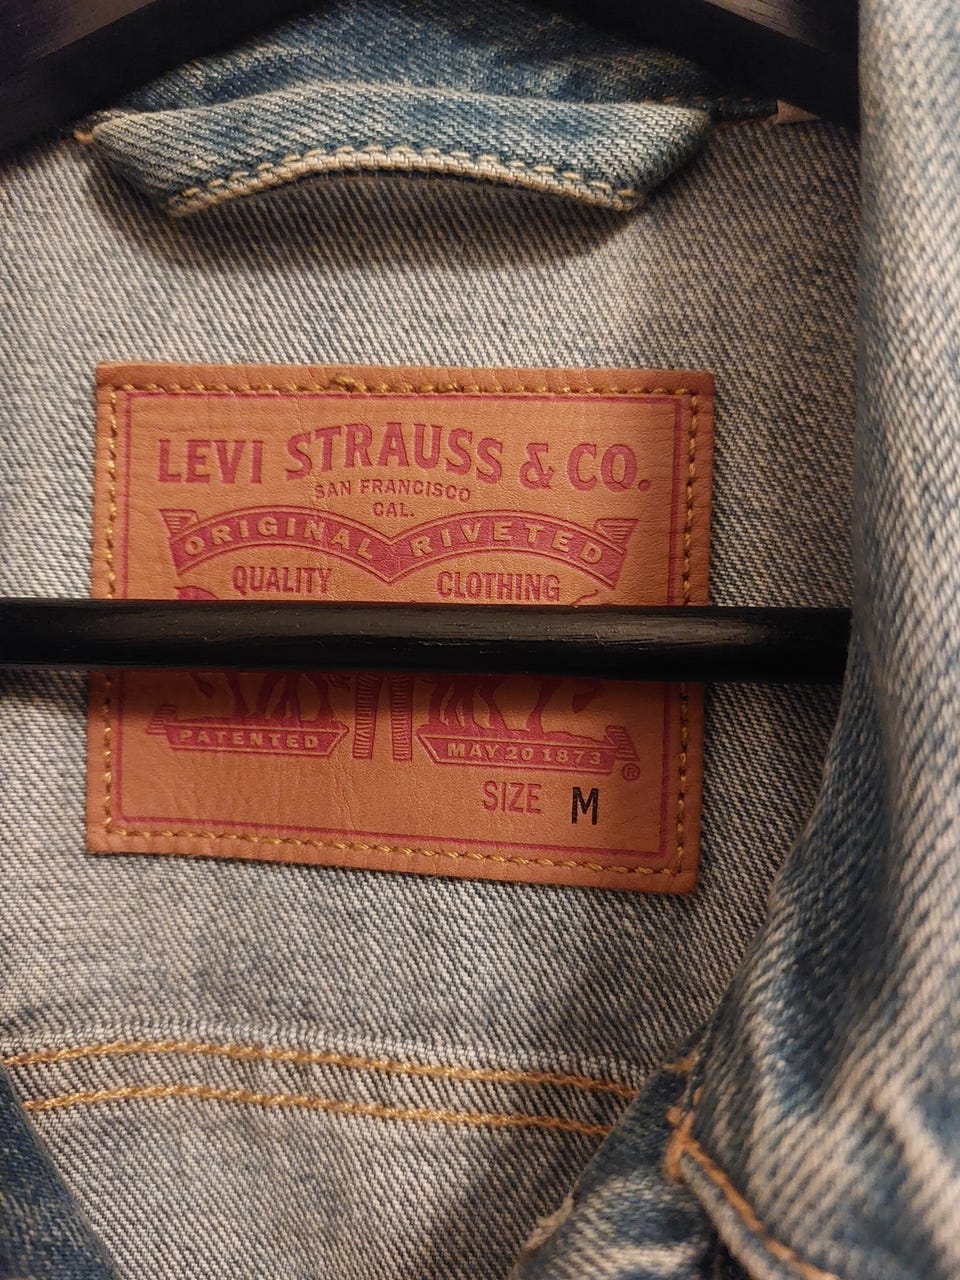 LEVI STRAUSS & CO.
SAN FRANCISCO
CAL.
ORIGINAL RIVETED
QUALITY CLOTHING
PATENTED MAY 20 1873
®
SIZE M